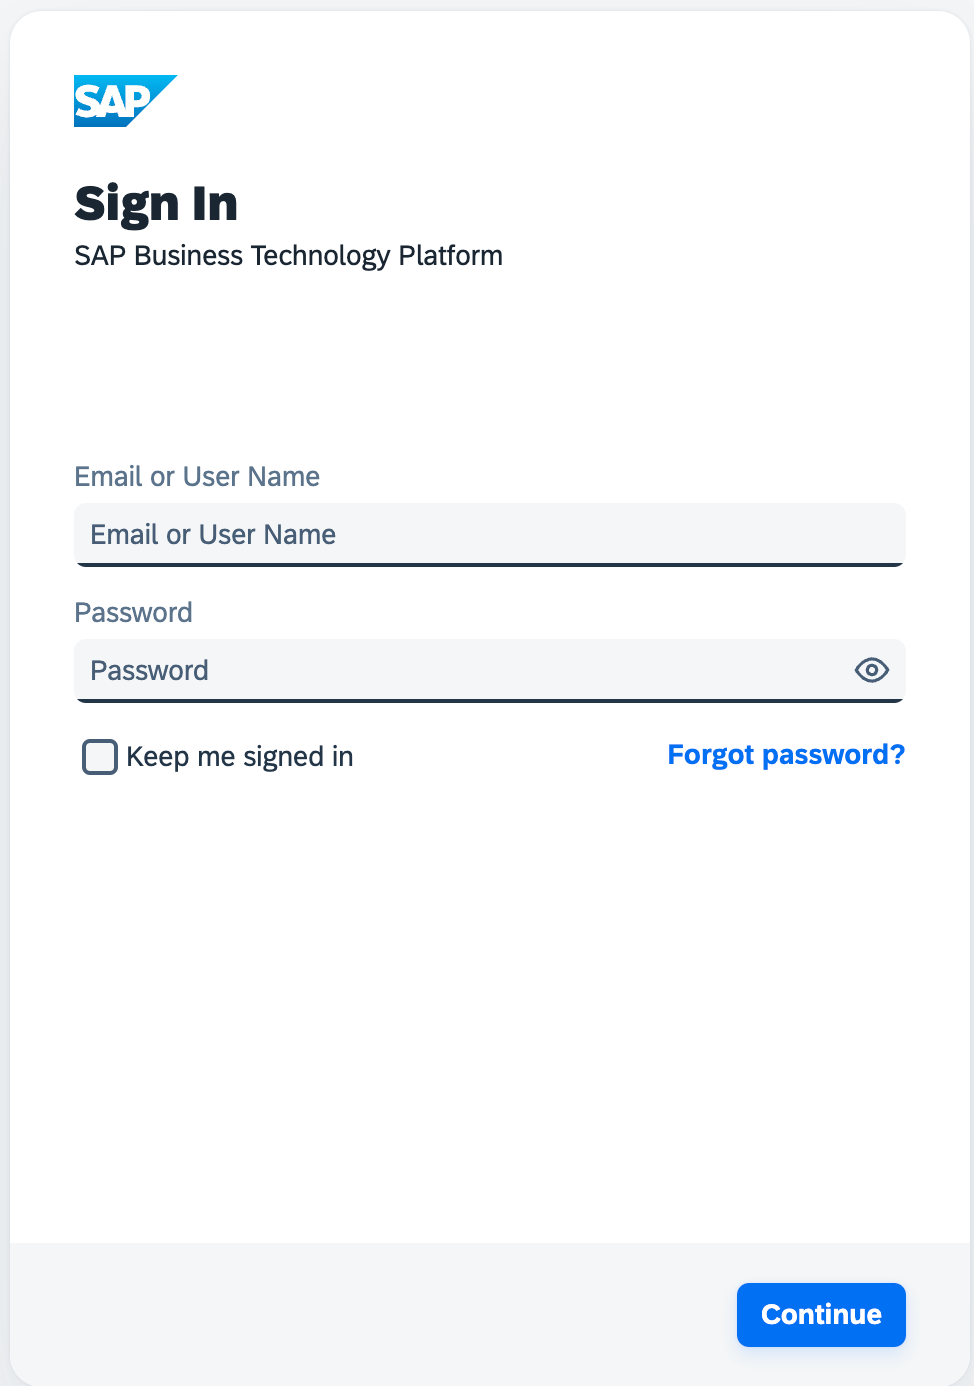 SAP
Sign In
SAP Business Technology Platform
Email or User Name
Email or User Name
Password
Password
Keep me signed in
Forgot password?
Continue